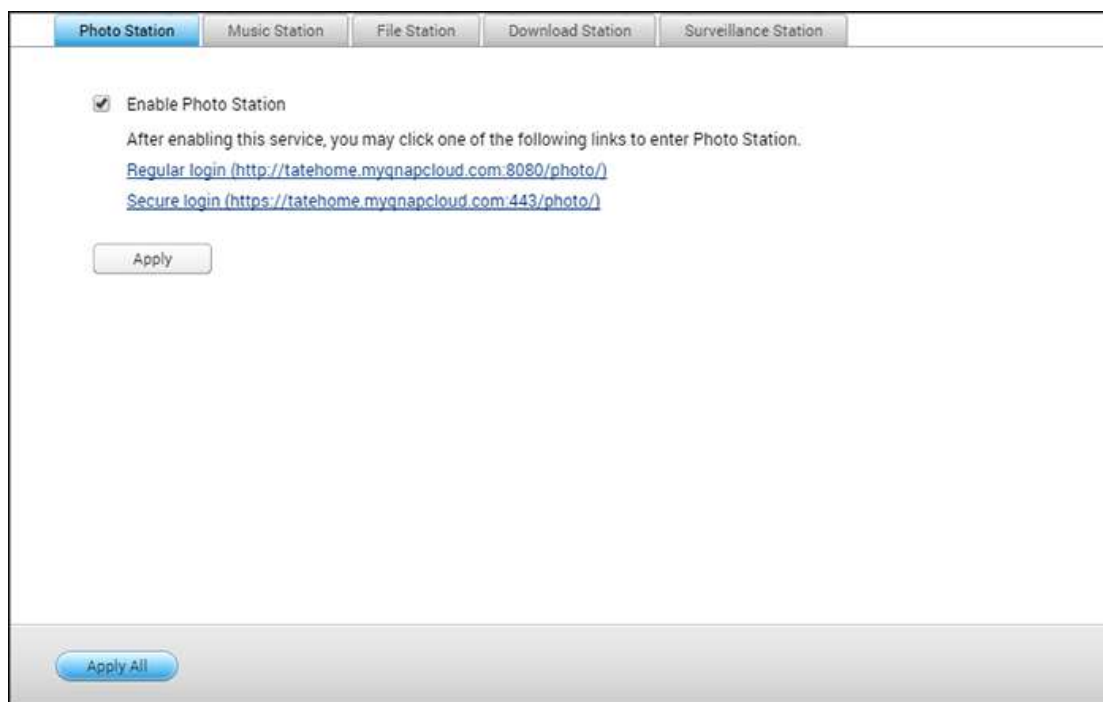 Photo Station Music Station File Station Download Station Surveillance Station
Enable Photo Station
After enabling this service, you may click one of the following links to enter Photo Station.
Regular login (http://tatehome.myqnapcloud.com:8080/photo/)
Secure login (https://tatehome.myqnapcloud.com:443/photo/)
Apply
Apply All